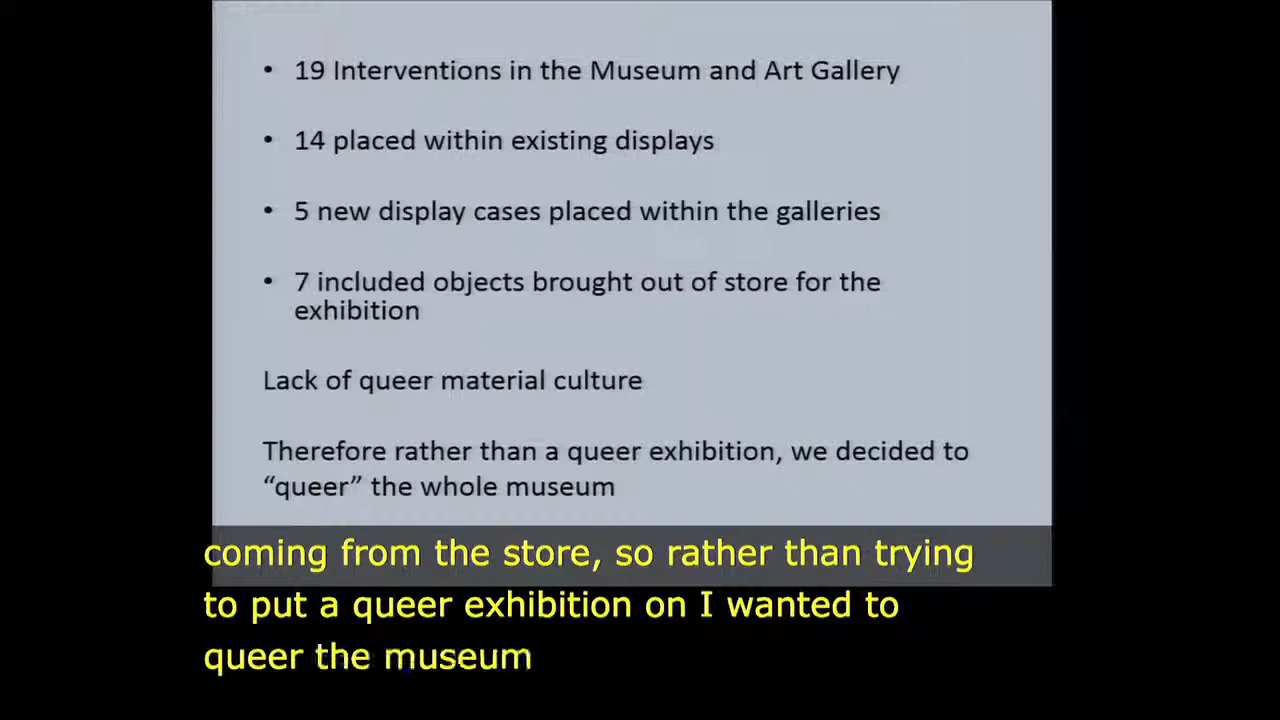 • 19 Interventions in the Museum and Art Gallery
• 14 placed within existing displays
• 5 new display cases placed within the galleries
• 7 included objects brought out of store for the
exhibition
Lack of queer material culture
Therefore rather than a queer exhibition, we decided to
“queer” the whole museum
coming from the store, so rather than trying
to put a queer exhibition on I wanted to
queer the museum